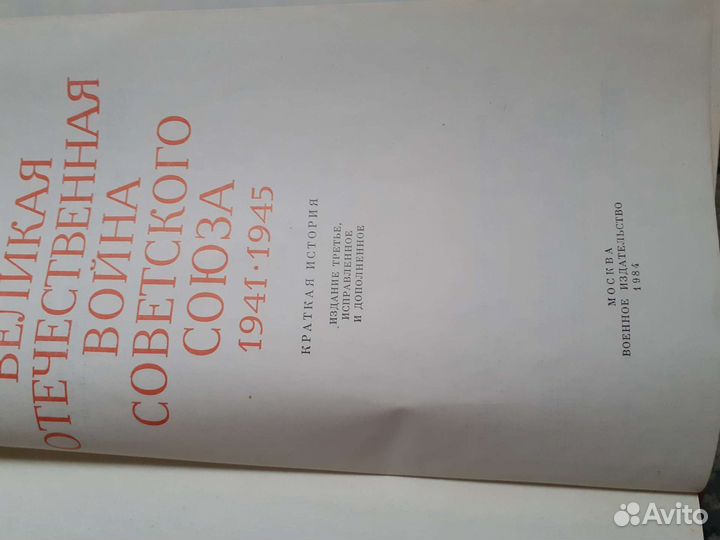 ВЕЛИКАЯ
ОТЕЧЕСТВЕННАЯ
ВОЙНА
СОВЕТСКОГО
СОЮЗА
1941·1945
КРАТКАЯ ИСТОРИЯ
ИЗДАНИЕ ТРЕТЬЕ,
ИСПРАВЛЕННОЕ
И ДОПОЛНЕННОЕ
МОСКВА
ВОЕННОЕ ИЗДАТЕЛЬСТВО
1984
Avito